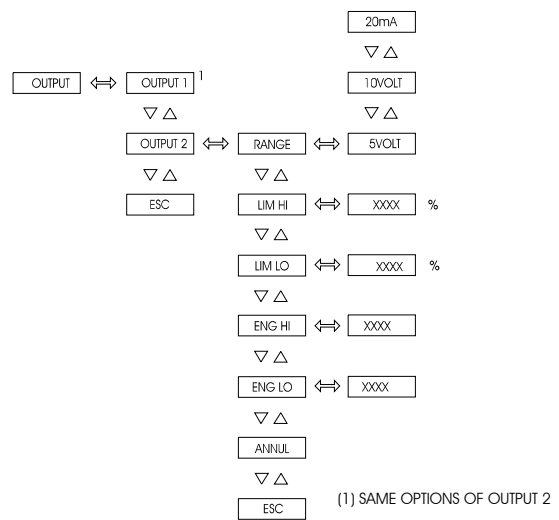 20mA
OUTPUT OUTPUT 1 1 10VOLT
OUTPUT 2 RANGE 5VOLT
ESC LIM HI XXXX %
LIM LO XXXX %
ENG HI XXXX
ENG LO XXXX
ANNUL
ESC
(1) SAME OPTIONS OF OUTPUT 2